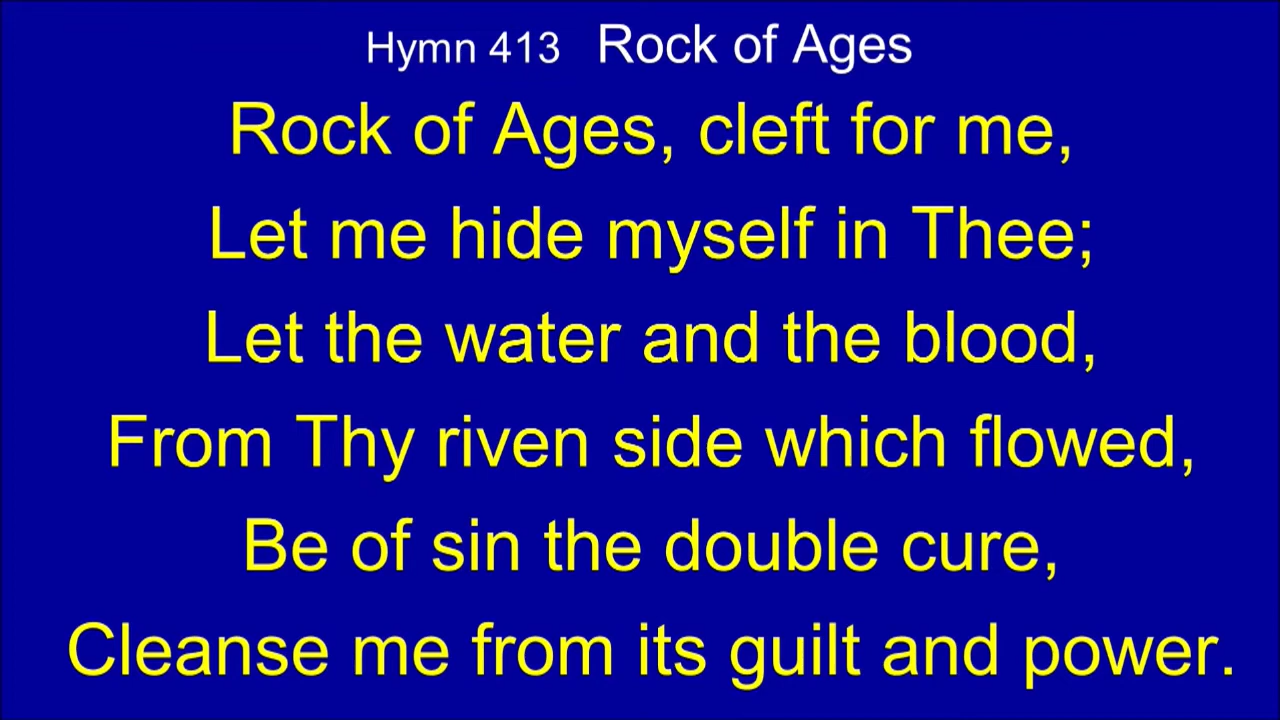 Hymn 413 Rock of Ages
Rock of Ages, cleft for me,
Let me hide myself in Thee;
Let the water and the blood,
From Thy riven side which flowed,
Be of sin the double cure,
Cleanse me from its guilt and power.